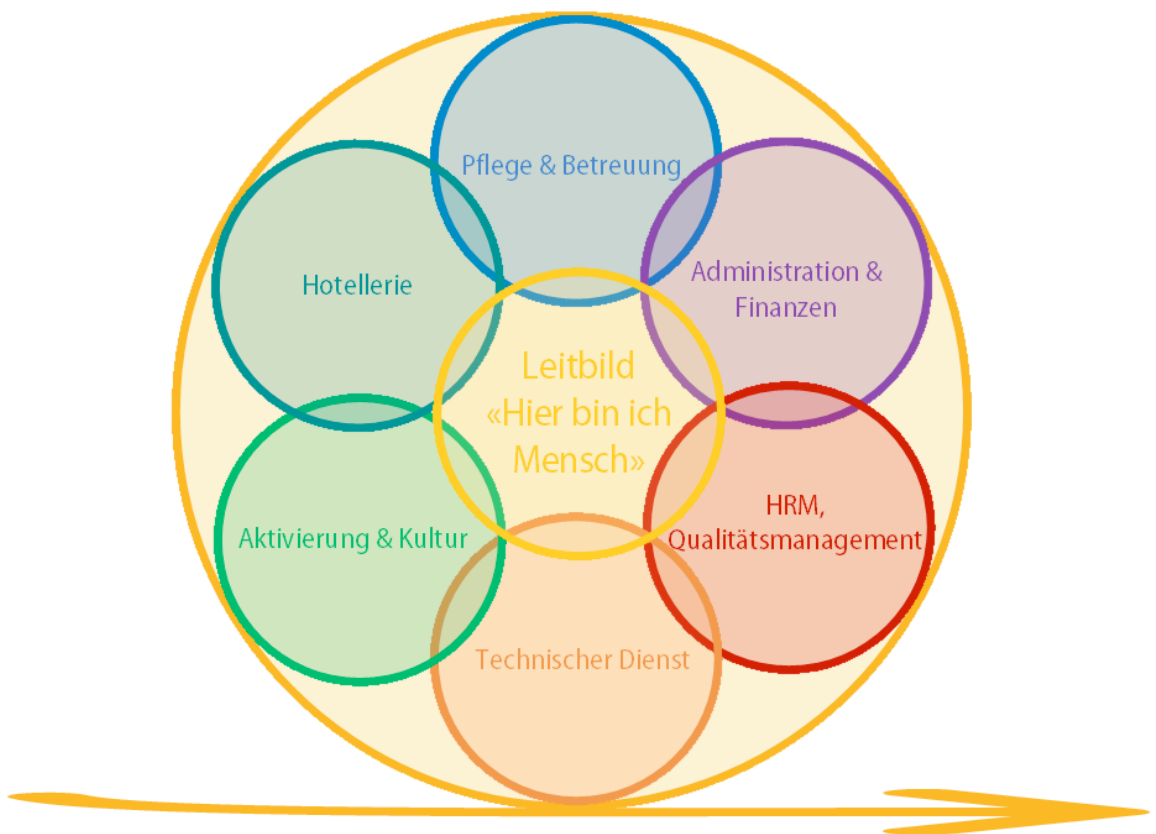 Pflege & Betreuung
Administration &
Finanzen
Hotellerie
Leitbild
«Hier bin ich
Mensch»
HRM,
Qualitätsmanagement
Aktivierung & Kultur
Technischer Dienst